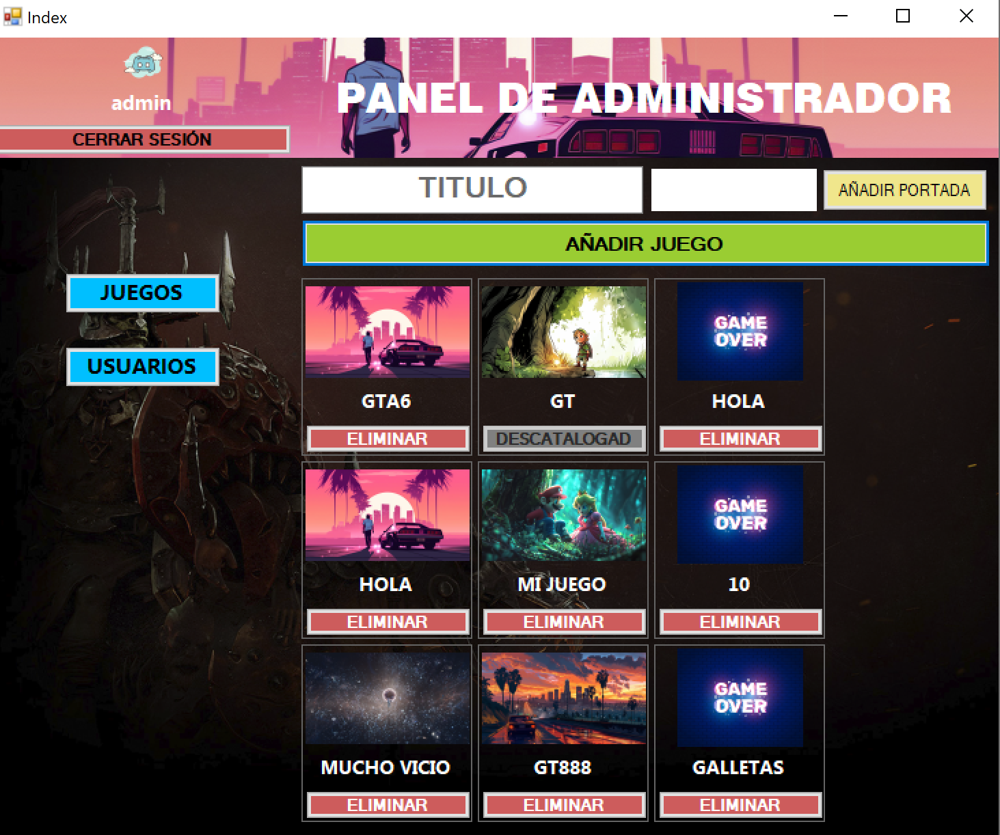 Index
admin
PANEL DE ADMINISTRADOR
CERRAR SESIÓN
TITULO
AÑADIR PORTADA
AÑADIR JUEGO
JUEGOS
USUARIOS
GAME
OVER
GTA6
GT
HOLA
ELIMINAR
DESCATALOGAD
ELIMINAR
GAME
OVER
HOLA
MI JUEGO
10
ELIMINAR
ELIMINAR
ELIMINAR
GAME
OVER
MUCHO VICIO
GT888
GALLETAS
ELIMINAR
ELIMINAR
ELIMINAR